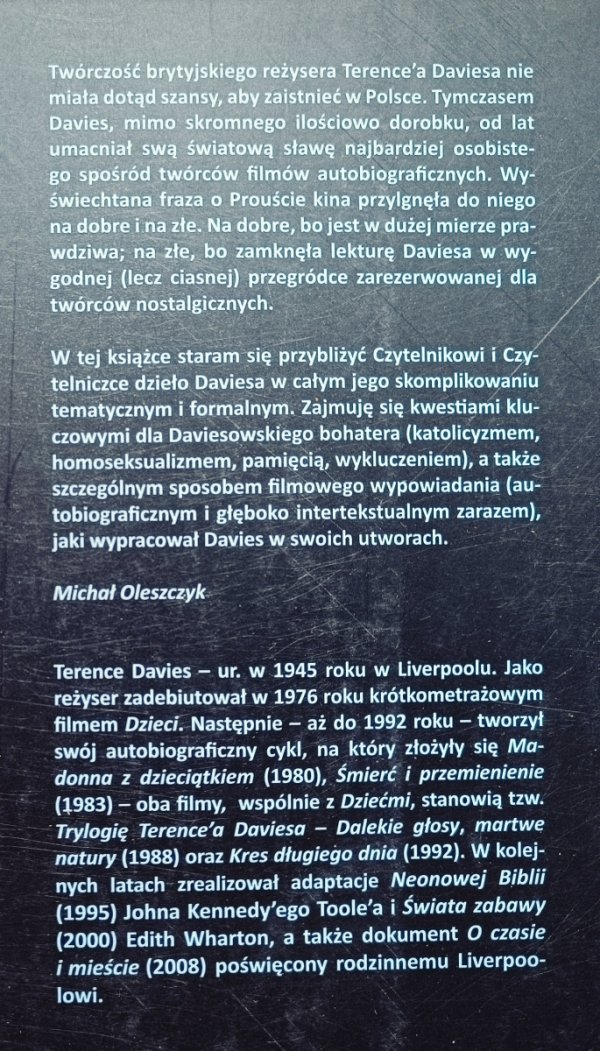 Twórczość brytyjskiego reżysera Terence’a Daviesa nie
miała dotąd szansy, aby zaistnieć w Polsce. Tymczasem
Davies, mimo skromnego ilościowo dorobku, od lat
umacniał swą światową sławę najbardziej osobiste-
go spośród twórców filmów autobiograficznych. Wy-
świechtana fraza o Prouście kina przylgnęła do niego
na dobre i na złe. Na dobre, bo jest w dużej mierze pra-
wdziwa; na złe, bo zamknęła lekturę Daviesa w wy-
godnej (lecz ciasnej) przegródce zarezerwowanej dla
twórców nostalgicznych.

W tej książce staram się przybliżyć Czytelnikowi i Czy-
telniczce dzieło Daviesa w całym jego skomplikowaniu
tematycznym i formalnym. Zajmuję się kwestiami klu-
czowymi dla Daviesowskiego bohatera (katolicyzmem,
homoseksualizmem, pamięcią, wykluczeniem), a także
szczególnym sposobem filmowego wypowiadania (au-
tobiograficznym i głęboko intertekstualnym zarazem),
jaki wypracował Davies w swoich utworach.

Michał Oleszczyk

Terence Davies – ur. w 1945 roku w Liverpoolu. Jako
reżyser zadebiutował w 1976 roku krótkometrażowym
filmem Dzieci. Następnie – aż do 1992 roku – tworzył
swój autobiograficzny cykl, na który złożyły się Ma-
donna z dzieciątkiem (1980), Śmierć i przemienienie
(1983) – oba filmy, wspólnie z Dziećmi, stanowią tzw.
Trylogię Terence’a Daviesa – Dalekie głosy, martwe
natury (1988) oraz Kres długiego dnia (1992). W kolej-
nych latach zrealizował adaptacje Neonowej Biblii
(1995) Johna Kennedy’ego Toole’a i Świata zabawy
(2000) Edith Wharton, a także dokument O czasie
i mieście (2008) poświęcony rodzinnemu Liverpoo-
lowi.